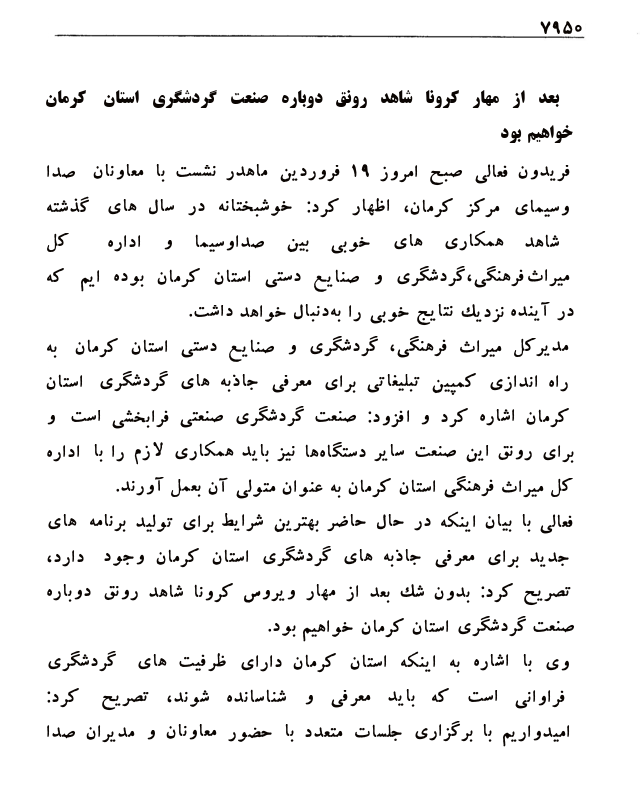 ۷۹۵۰
بعد از مهار کرونا شاهد رونق دوباره صنعت گردشگری استان کرمان
خواهیم بود
فریدون فعالی صبح امروز ۱۹ فروردین ماهدر نشست با معاونان صدا
وسیمای مرکز کرمان، اظهار کرد: خوشبختانه در سال های گذشته
شاهد همکاری های خوبی بین صداوسیما و اداره کل
میراث فرهنگی،گردشگری و صنایع دستی استان کرمان بوده ایم که
در آینده نزدیك نتایج خوبی را به‌دنبال خواهد داشت.
مدیرکل میراث فرهنگی، گردشگری و صنایع دستی استان کرمان به
راه اندازی کمپین تبلیغاتی برای معرفی جاذبه های گردشگری استان
کرمان اشاره کرد و افزود: صنعت گردشگری صنعتی فرابخشی است و
برای رونق این صنعت سایر دستگاه‌ها نیز باید همکاری لازم را با اداره
کل میراث فرهنگی استان کرمان به عنوان متولی آن بعمل آورند.
فعالی با بیان اینکه در حال حاضر بهترین شرایط برای تولید برنامه های
جدید برای معرفی جاذبه های گردشگری استان کرمان وجود دارد،
تصریح کرد: بدون شك بعد از مهار ویروس کرونا شاهد رونق دوباره
صنعت گردشگری استان کرمان خواهیم بود.
وی با اشاره به اینکه استان کرمان دارای ظرفیت های گردشگری
فراوانی است که باید معرفی و شناسانده شوند، تصریح کرد:
امیدواریم با برگزاری جلسات متعدد با حضور معاونان و مدیران صدا